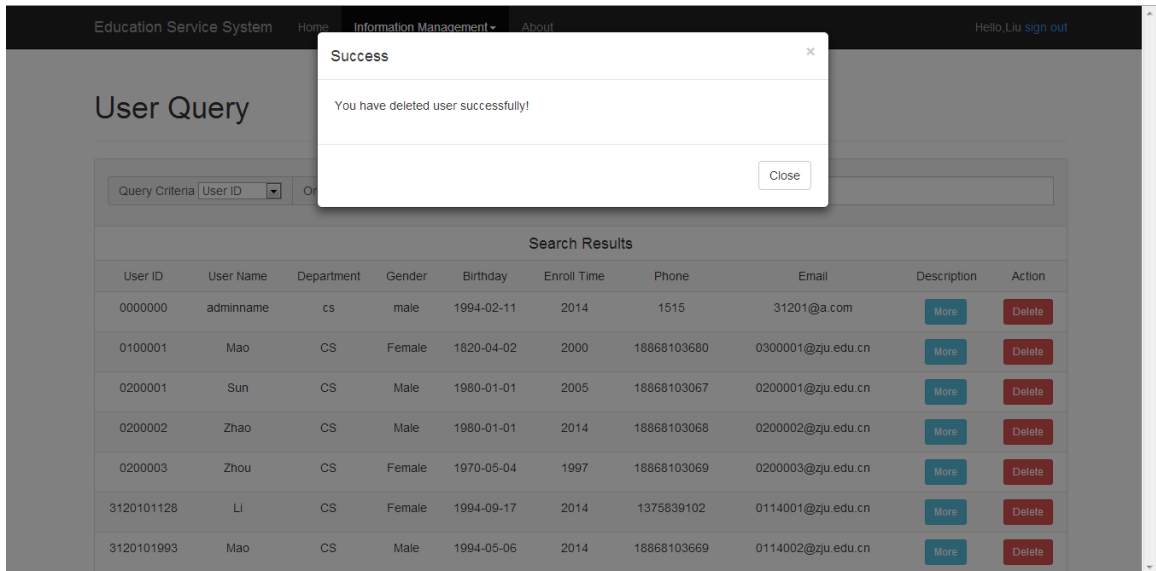 Education Service System Home Information Management About Hello,Liu sign out
Success ×
You have deleted user successfully!
Close
User Query
Query Criteria User ID Or
Search Results
User ID User Name Department Gender Birthday Enroll Time Phone Email Description Action
0000000 adminname cs male 1994-02-11 2014 1515 31201@a.com More Delete
0100001 Mao CS Female 1820-04-02 2000 18868103680 0300001@zju.edu.cn More Delete
0200001 Sun CS Male 1980-01-01 2005 18868103067 0200001@zju.edu.cn More Delete
0200002 Zhao CS Male 1980-01-01 2014 18868103068 0200002@zju.edu.cn More Delete
0200003 Zhou CS Female 1970-05-04 1997 18868103069 0200003@zju.edu.cn More Delete
3120101128 Li CS Female 1994-09-17 2014 1375839102 0114001@zju.edu.cn More Delete
3120101993 Mao CS Male 1994-05-06 2014 18868103669 0114002@zju.edu.cn More Delete